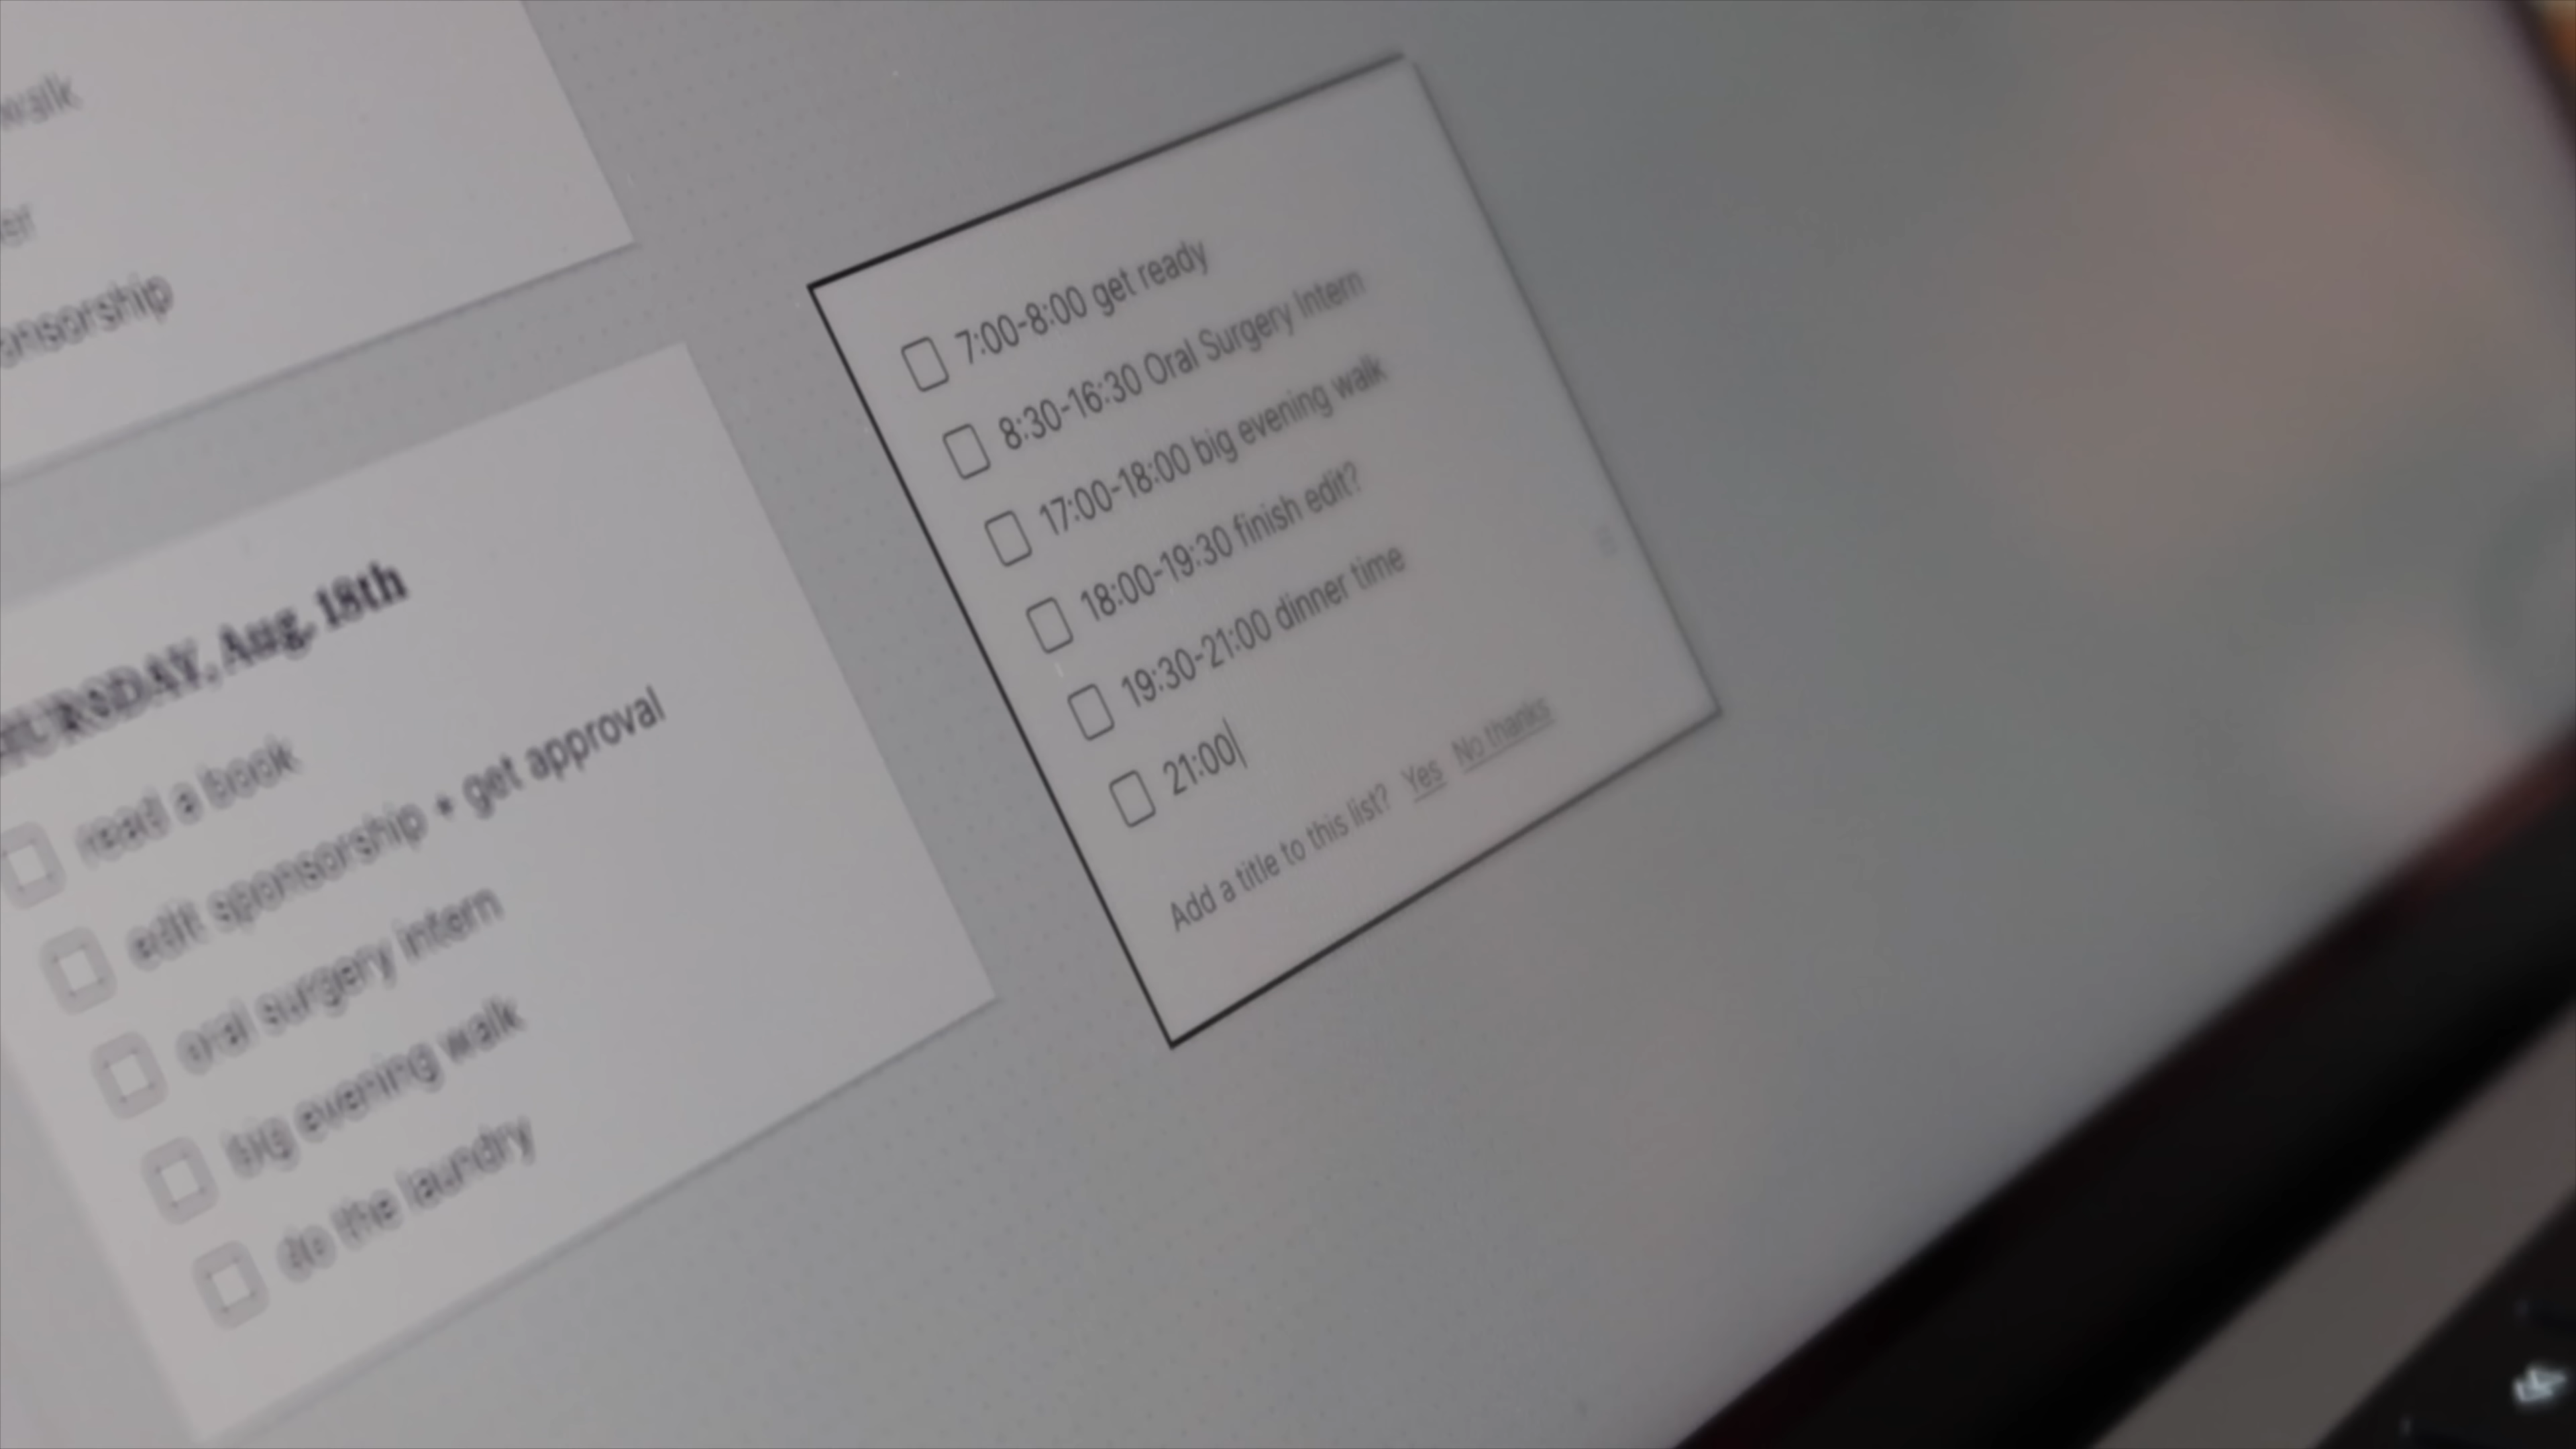 walk
7:00-8:00 get ready
8:30-16:30 Oral Surgery Intern
17:00-18:00 big evening walk
18:00-19:30 finish edit?
19:30-21:00 dinner time
21:00
Add a title to this list? Yes No thanks
Aug. 18th
read a book
edit sponsorship + get approval
oral surgery intern
big evening walk
do the laundry